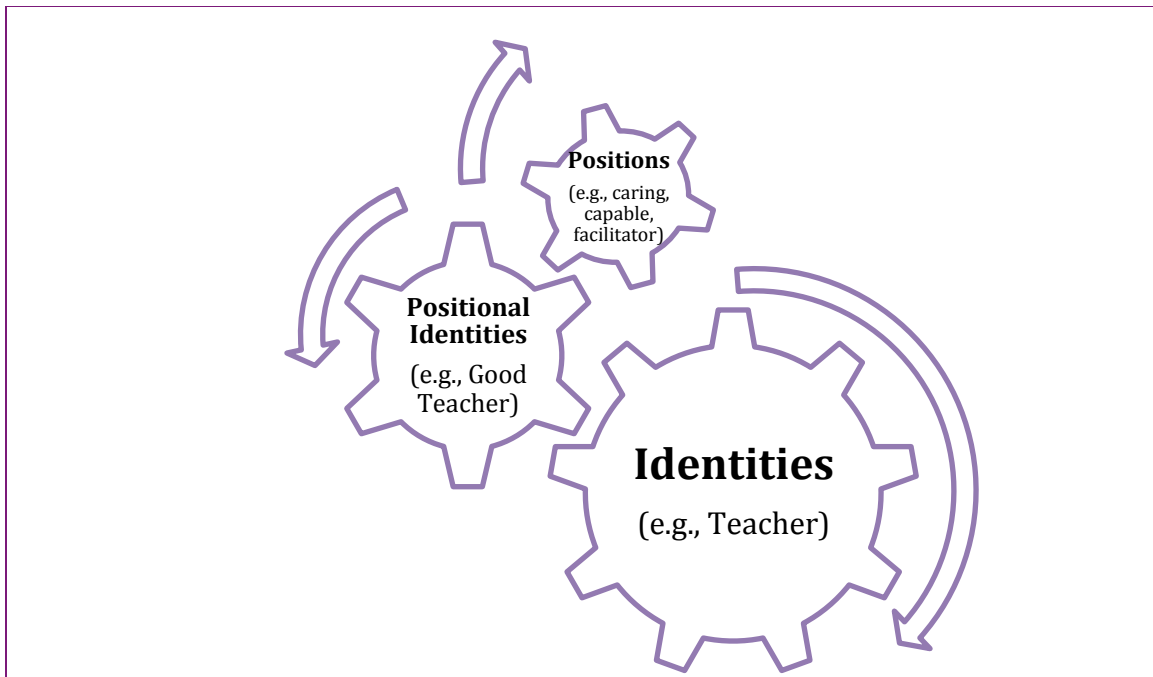 Positions
(e.g., caring,
capable,
facilitator)
Positional
Identities
(e.g., Good
Teacher)
Identities
(e.g., Teacher)